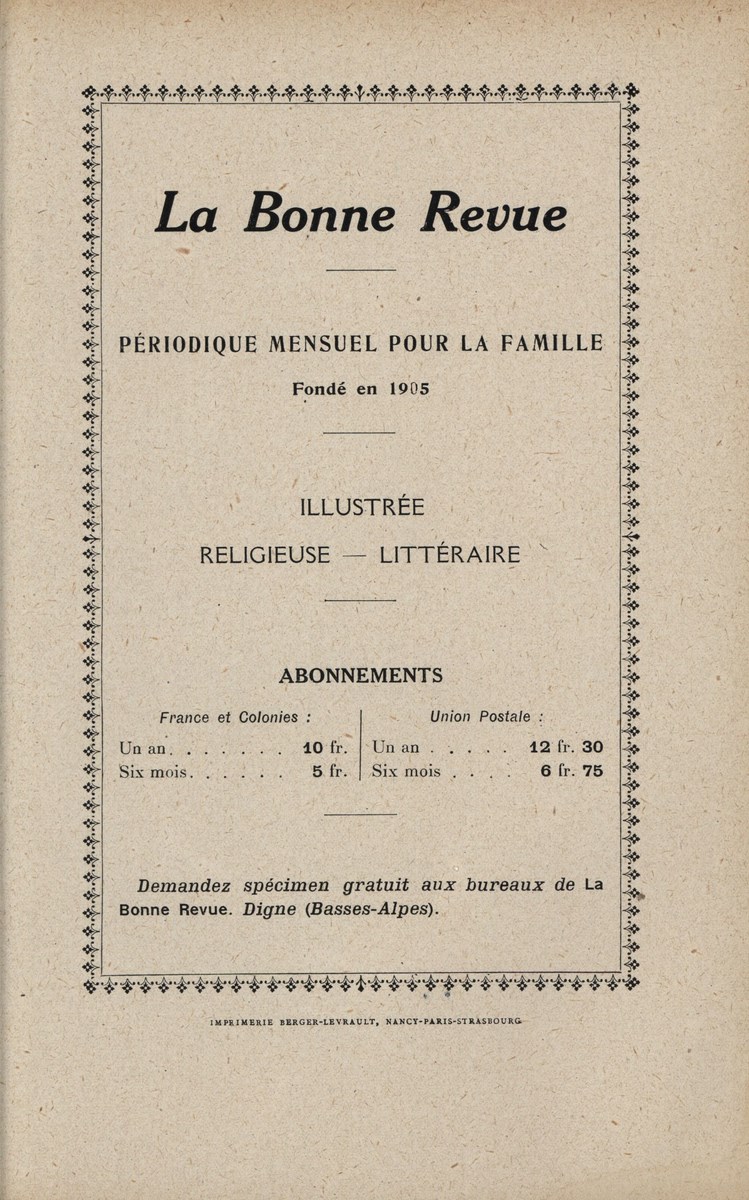 La Bonne Revue
PÉRIODIQUE MENSUEL POUR LA FAMILLE
Fondé en 1905
ILLUSTRÉE
RELIGIEUSE — LITTÉRAIRE
ABONNEMENTS
France et Colonies :
Un an. . . . . . . 10 fr.
Six mois. . . . . . 5 fr.
Union Postale :
Un an . . . . . 12 fr. 30
Six mois . . . . 6 fr. 75
Demandez spécimen gratuit aux bureaux de La
Bonne Revue. Digne (Basses-Alpes).
IMPRIMERIE BERGER-LEVRAULT, NANCY-PARIS-STRASBOURG